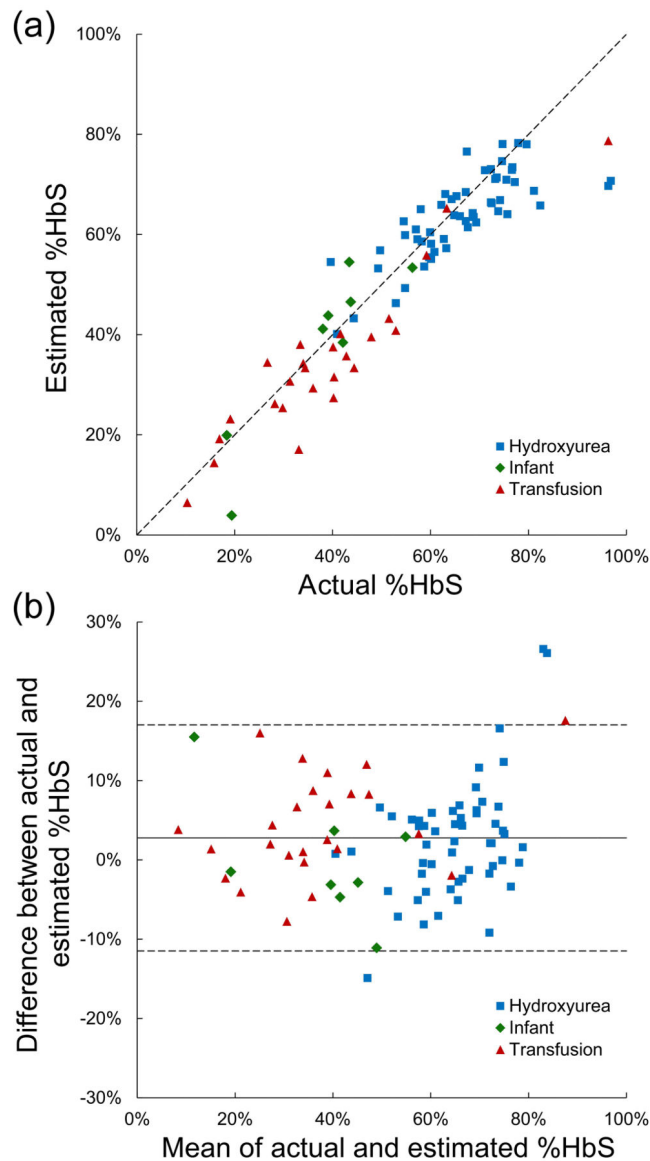 (a)
100%
80%
60%
40%
20%
0%
Estimated %HbS
Hydroxyurea
Infant
Transfusion
0% 20% 40% 60% 80% 100%
Actual %HbS
(b)
30%
20%
10%
0%
-10%
-20%
-30%
Difference between actual and
estimated %HbS
Hydroxyurea
Infant
Transfusion
0% 20% 40% 60% 80% 100%
Mean of actual and estimated %HbS